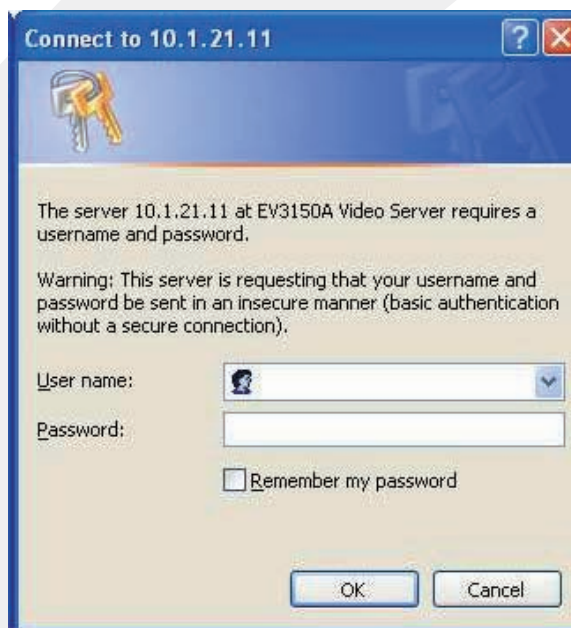 Connect to 10.1.21.11
The server 10.1.21.11 at EV3150A Video Server requires a
username and password.
Warning: This server is requesting that your username and
password be sent in an insecure manner (basic authentication
without a secure connection).
User name:
Password:
Remember my password
OK Cancel